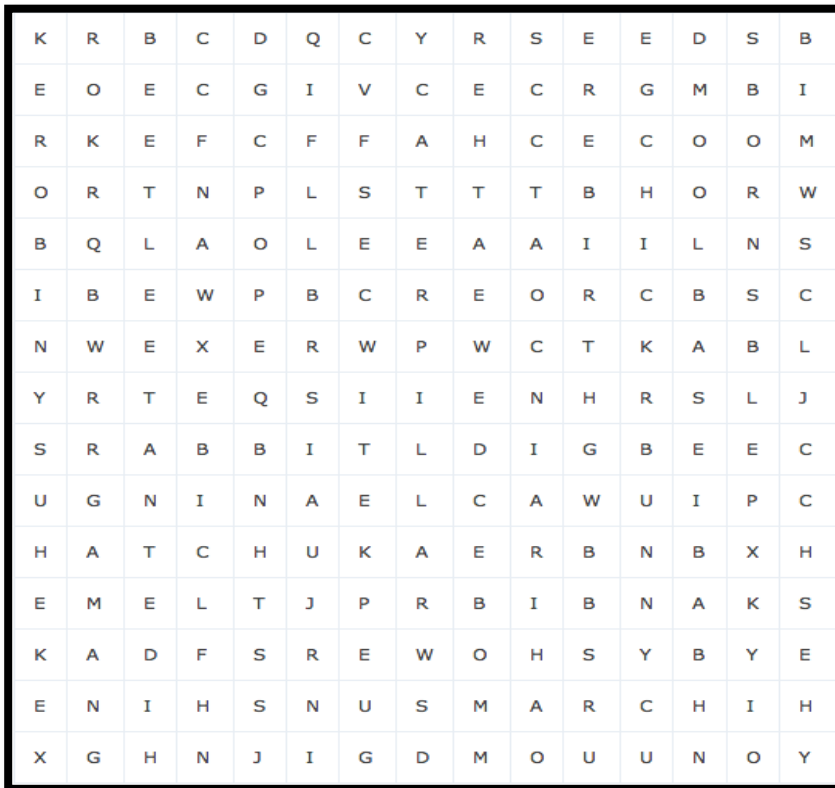 K R B C D Q C Y R S E E D S B
E O E C G I V C E C R G M B I
R K E F C F F A H C E C O O M
O R T N P L S T T T B H O R W
B Q L A O L E E A A I I L N S
I B E W P B C R E O R C B S C
N W E X E R W P W C T K A B L
Y R T E Q S I I E N H R S L J
S R A B B I T L D I G B E E C
U G N I N A E L C A W U I P C
H A T C H U K A E R B N B X H
E M E L T J P R B I B N A K S
K A D F S R E W O H S Y B Y E
E N I H S N U S M A R C H I H
X G H N J I G D M O U U N O Y